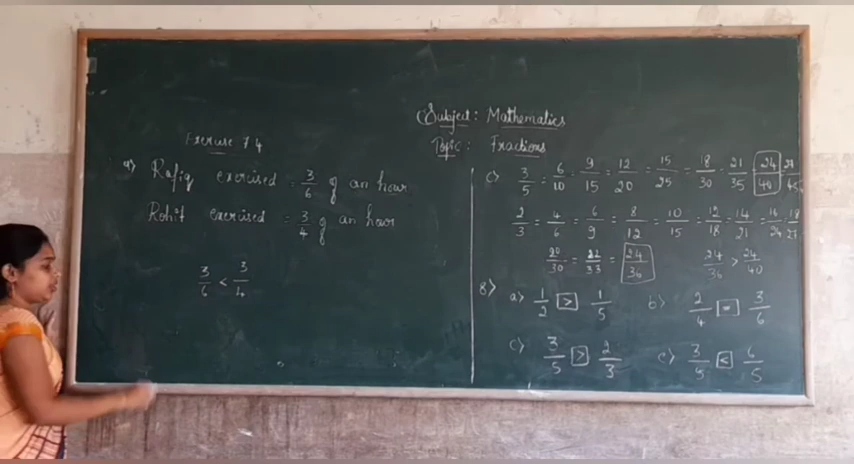 Subject: Mathematics
Topic: Fractions
Exercise 7.4
9) Rafiq exercised = 3/6 of an hour
Rohit exercised = 3/4 of an hour
3/6 < 3/4
c) 3/5 = 6/10 = 9/15 = 12/20 = 15/25 = 18/30 = 21/35 = 24/40 = 27/45
2/3 = 4/6 = 6/9 = 8/12 = 10/15 = 12/18 = 14/21 = 16/24 = 18/27
20/30 = 22/33 = 24/36
24/36 > 24/40
8)
a) 1/2 > 1/5
b) 2/4 = 3/6
c) 3/5 > 2/3
e) 3/5 < 6/5